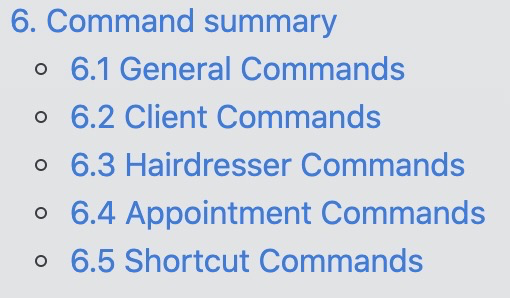 6. Command summary
6.1 General Commands
6.2 Client Commands
6.3 Hairdresser Commands
6.4 Appointment Commands
6.5 Shortcut Commands